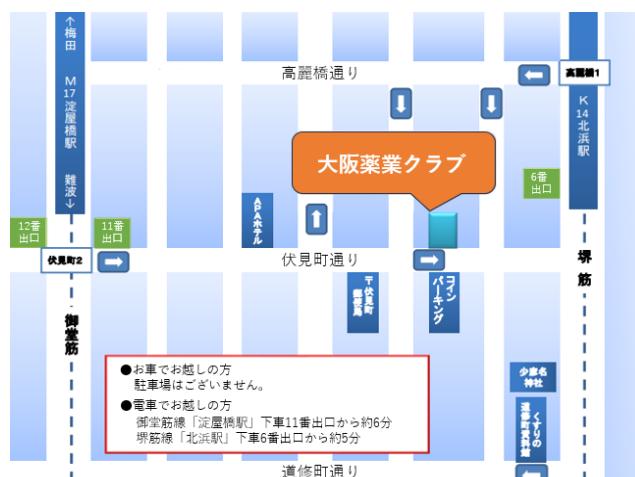 ↑梅田
M17淀屋橋駅
難波↓
高麗橋通り
高麗橋1
K14北浜駅
大阪薬業クラブ
6番
出口
12番
出口
11番
出口
APAホテル
伏見町2
伏見町通り
堺筋
御堂筋
〒伏見町
郵便局
コイン
パーキング
●お車でお越しの方
駐車場はございません。
●電車でお越しの方
御堂筋線「淀屋橋駅」下車11番出口から約6分
堺筋線「北浜駅」下車6番出口から約5分
少彦名
神社
くすりの
道修町資料館
道修町通り